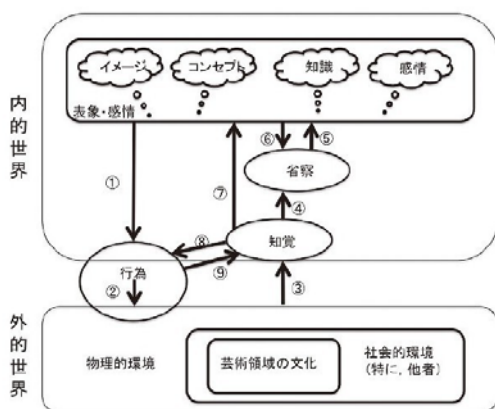 イメージ
コンセプト
知識
感情
表象・感情
内的世界
⑥
⑤
省察
①
⑦
④
⑧
知覚
行為
⑨
②
③
外的世界
物理的環境
芸術領域の文化
社会的環境
(特に、他者)